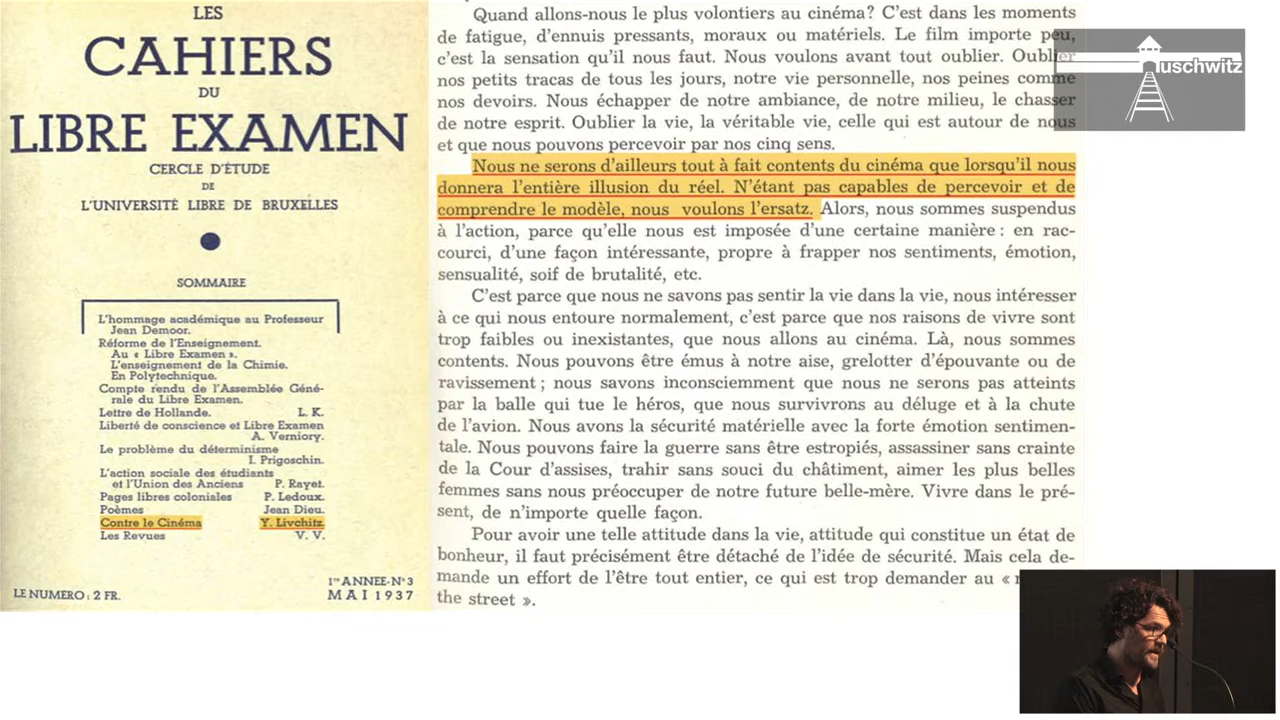 LES
CAHIERS
DU
LIBRE EXAMEN
CERCLE D'ÉTUDE
DE
L'UNIVERSITÉ LIBRE DE BRUXELLES
SOMMAIRE
L'hommage académique au Professeur
Jean Demoor.
Réforme de l'Enseignement.
Au « Libre Examen ».
L'enseignement de la Chimie.
En Polytechnique.
Compte rendu de l'Assemblée Géné-
rale du Libre Examen.
Lettre de Hollande. L. K.
Liberté de conscience et Libre Examen
A. Verniory.
Le problème du déterminisme
I. Prigoschin.
L'action sociale des étudiants
et l'Union des Anciens P. Rayet.
Pages libres coloniales P. Ledoux.
Poèmes Jean Dieu.
Contre le Cinéma Y. Livchitz.
Les Revues V. V.
LE NUMERO : 2 FR.
1re ANNEE-N° 3
MAI 1937
Quand allons-nous le plus volontiers au cinéma? C'est dans les moments
de fatigue, d'ennuis pressants, moraux ou matériels. Le film importe peu,
c'est la sensation qu'il nous faut. Nous voulons avant tout oublier. Oublier
nos petits tracas de tous les jours, notre vie personnelle, nos peines comme
nos devoirs. Nous échapper de notre ambiance, de notre milieu, le chasser
de notre esprit. Oublier la vie, la véritable vie, celle qui est autour de nous
et que nous pouvons percevoir par nos cinq sens.
Nous ne serons d'ailleurs tout à fait contents du cinéma que lorsqu'il nous
donnera l'entière illusion du réel. N'étant pas capables de percevoir et de
comprendre le modèle, nous voulons l'ersatz. Alors, nous sommes suspendus
à l'action, parce qu'elle nous est imposée d'une certaine manière : en rac-
courci, d'une façon intéressante, propre à frapper nos sentiments, émotion,
sensualité, soif de brutalité, etc.
C'est parce que nous ne savons pas sentir la vie dans la vie, nous intéresser
à ce qui nous entoure normalement, c'est parce que nos raisons de vivre sont
trop faibles ou inexistantes, que nous allons au cinéma. Là, nous sommes
contents. Nous pouvons être émus à notre aise, grelotter d'épouvante ou de
ravissement ; nous savons inconsciemment que nous ne serons pas atteints
par la balle qui tue le héros, que nous survivrons au déluge et à la chute
de l'avion. Nous avons la sécurité matérielle avec la forte émotion sentimen-
tale. Nous pouvons faire la guerre sans être estropiés, assassiner sans crainte
de la Cour d'assises, trahir sans souci du châtiment, aimer les plus belles
femmes sans nous préoccuper de notre future belle-mère. Vivre dans le pré-
sent, de n'importe quelle façon.
Pour avoir une telle attitude dans la vie, attitude qui constitue un état de
bonheur, il faut précisément être détaché de l'idée de sécurité. Mais cela de-
mande un effort de l'être tout entier, ce qui est trop demander au «
the street ».
uschwitz